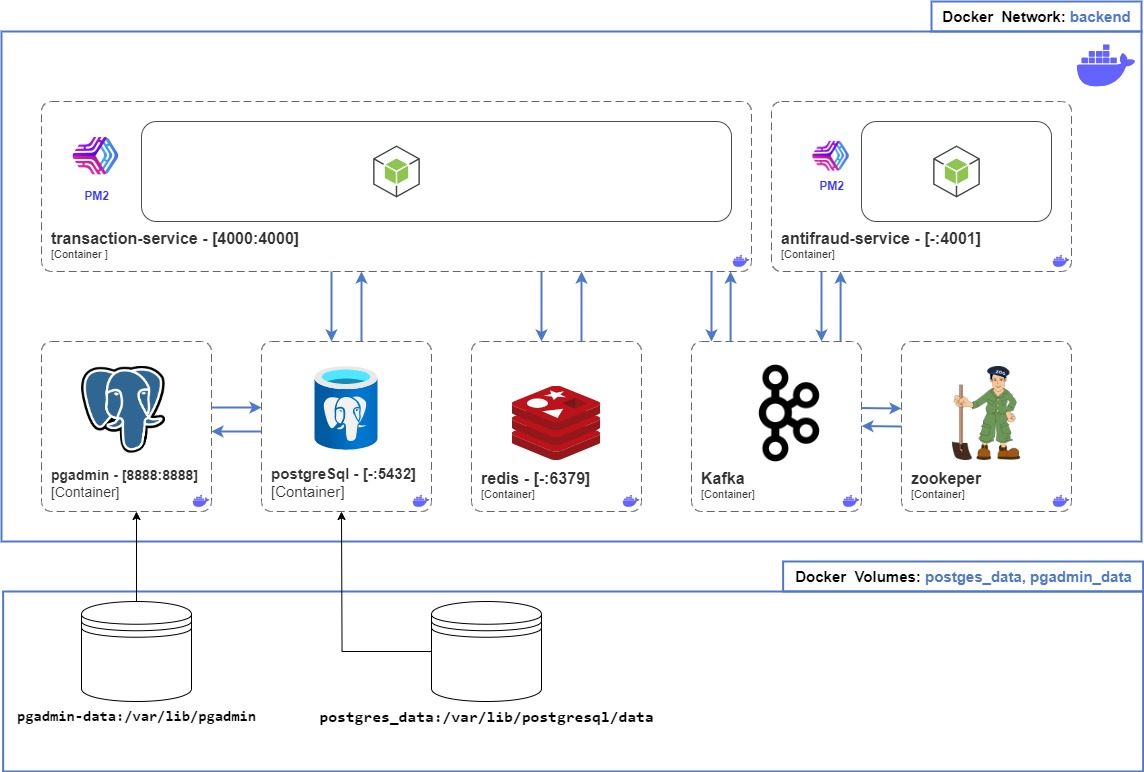 Docker Network: backend
PM2
transaction-service - [4000:4000]
[Container ]
PM2
antifraud-service - [-:4001]
[Container]
pgadmin - [8888:8888]
[Container]
postgreSql - [-:5432]
[Container]
redis - [-:6379]
[Container]
Kafka
[Container]
ZOO
zookeper
[Container]
Docker Volumes: postges_data, pgadmin_data
pgadmin-data:/var/lib/pgadmin
postgres_data:/var/lib/postgresql/data